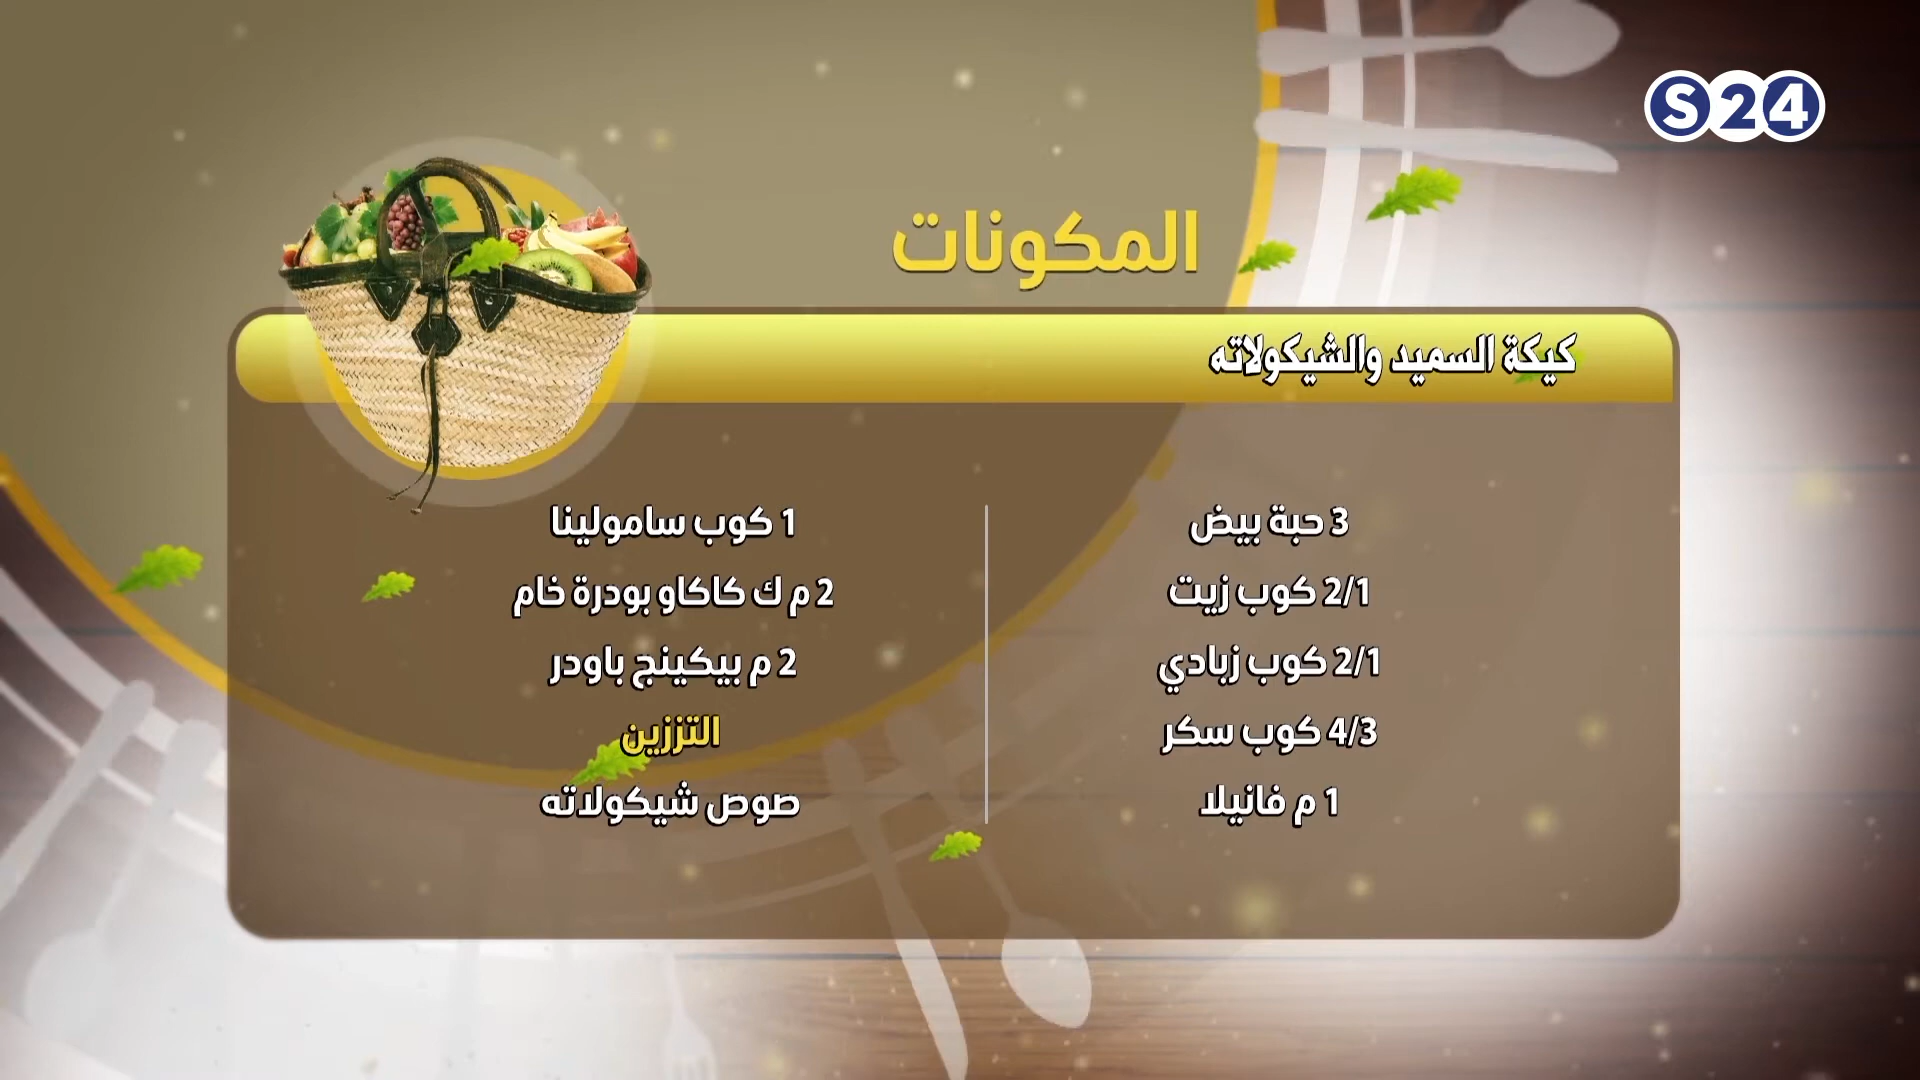 S24
المكونات
كيكة السميد والشيكولاته
3 حبة بيض
2/1 كوب زيت
2/1 كوب زبادي
4/3 كوب سكر
1 م فانيلا
1 كوب سامولينا
2 م ك كاكاو بودرة خام
2 م بيكينج باودر
التززين
صوص شيكولاته